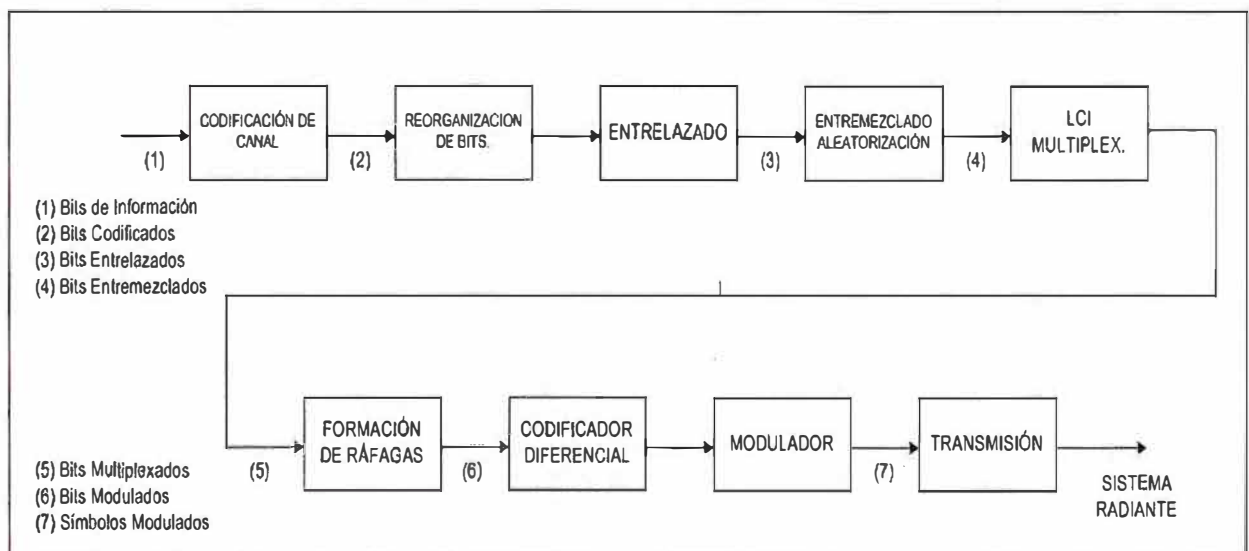 CODIFICACIÓN DE
CANAL
REORGANIZACION
DE BITS.
ENTRELAZADO
ENTREMEZCLADO
ALEATORIZACIÓN
LCI
MULTIPLEX.
(1)
(2)
(3)
(4)
(1) Bits de Información
(2) Bits Codificados
(3) Bits Entrelazados
(4) Bits Entremezclados
FORMACIÓN
DE RÁFAGAS
CODIFICADOR
DIFERENCIAL
MODULADOR
TRANSMISIÓN
(5)
(6)
(7)
SISTEMA
RADIANTE
(5) Bits Multiplexados
(6) Bits Modulados
(7) Símbolos Modulados